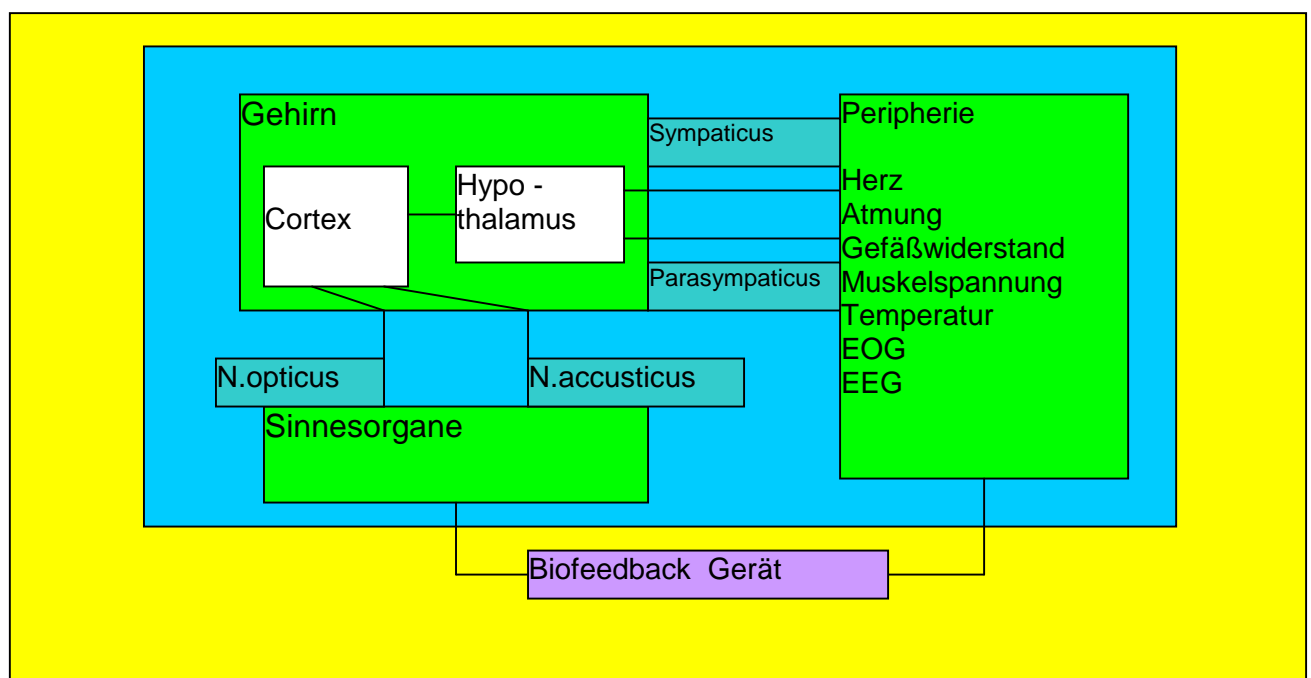 Gehirn
Cortex
Hypo -
thalamus
Sympaticus
Parasympaticus
Peripherie
Herz
Atmung
Gefäßwiderstand
Muskelspannung
Temperatur
EOG
EEG
N.opticus
N.accusticus
Sinnesorgane
Biofeedback  Gerät